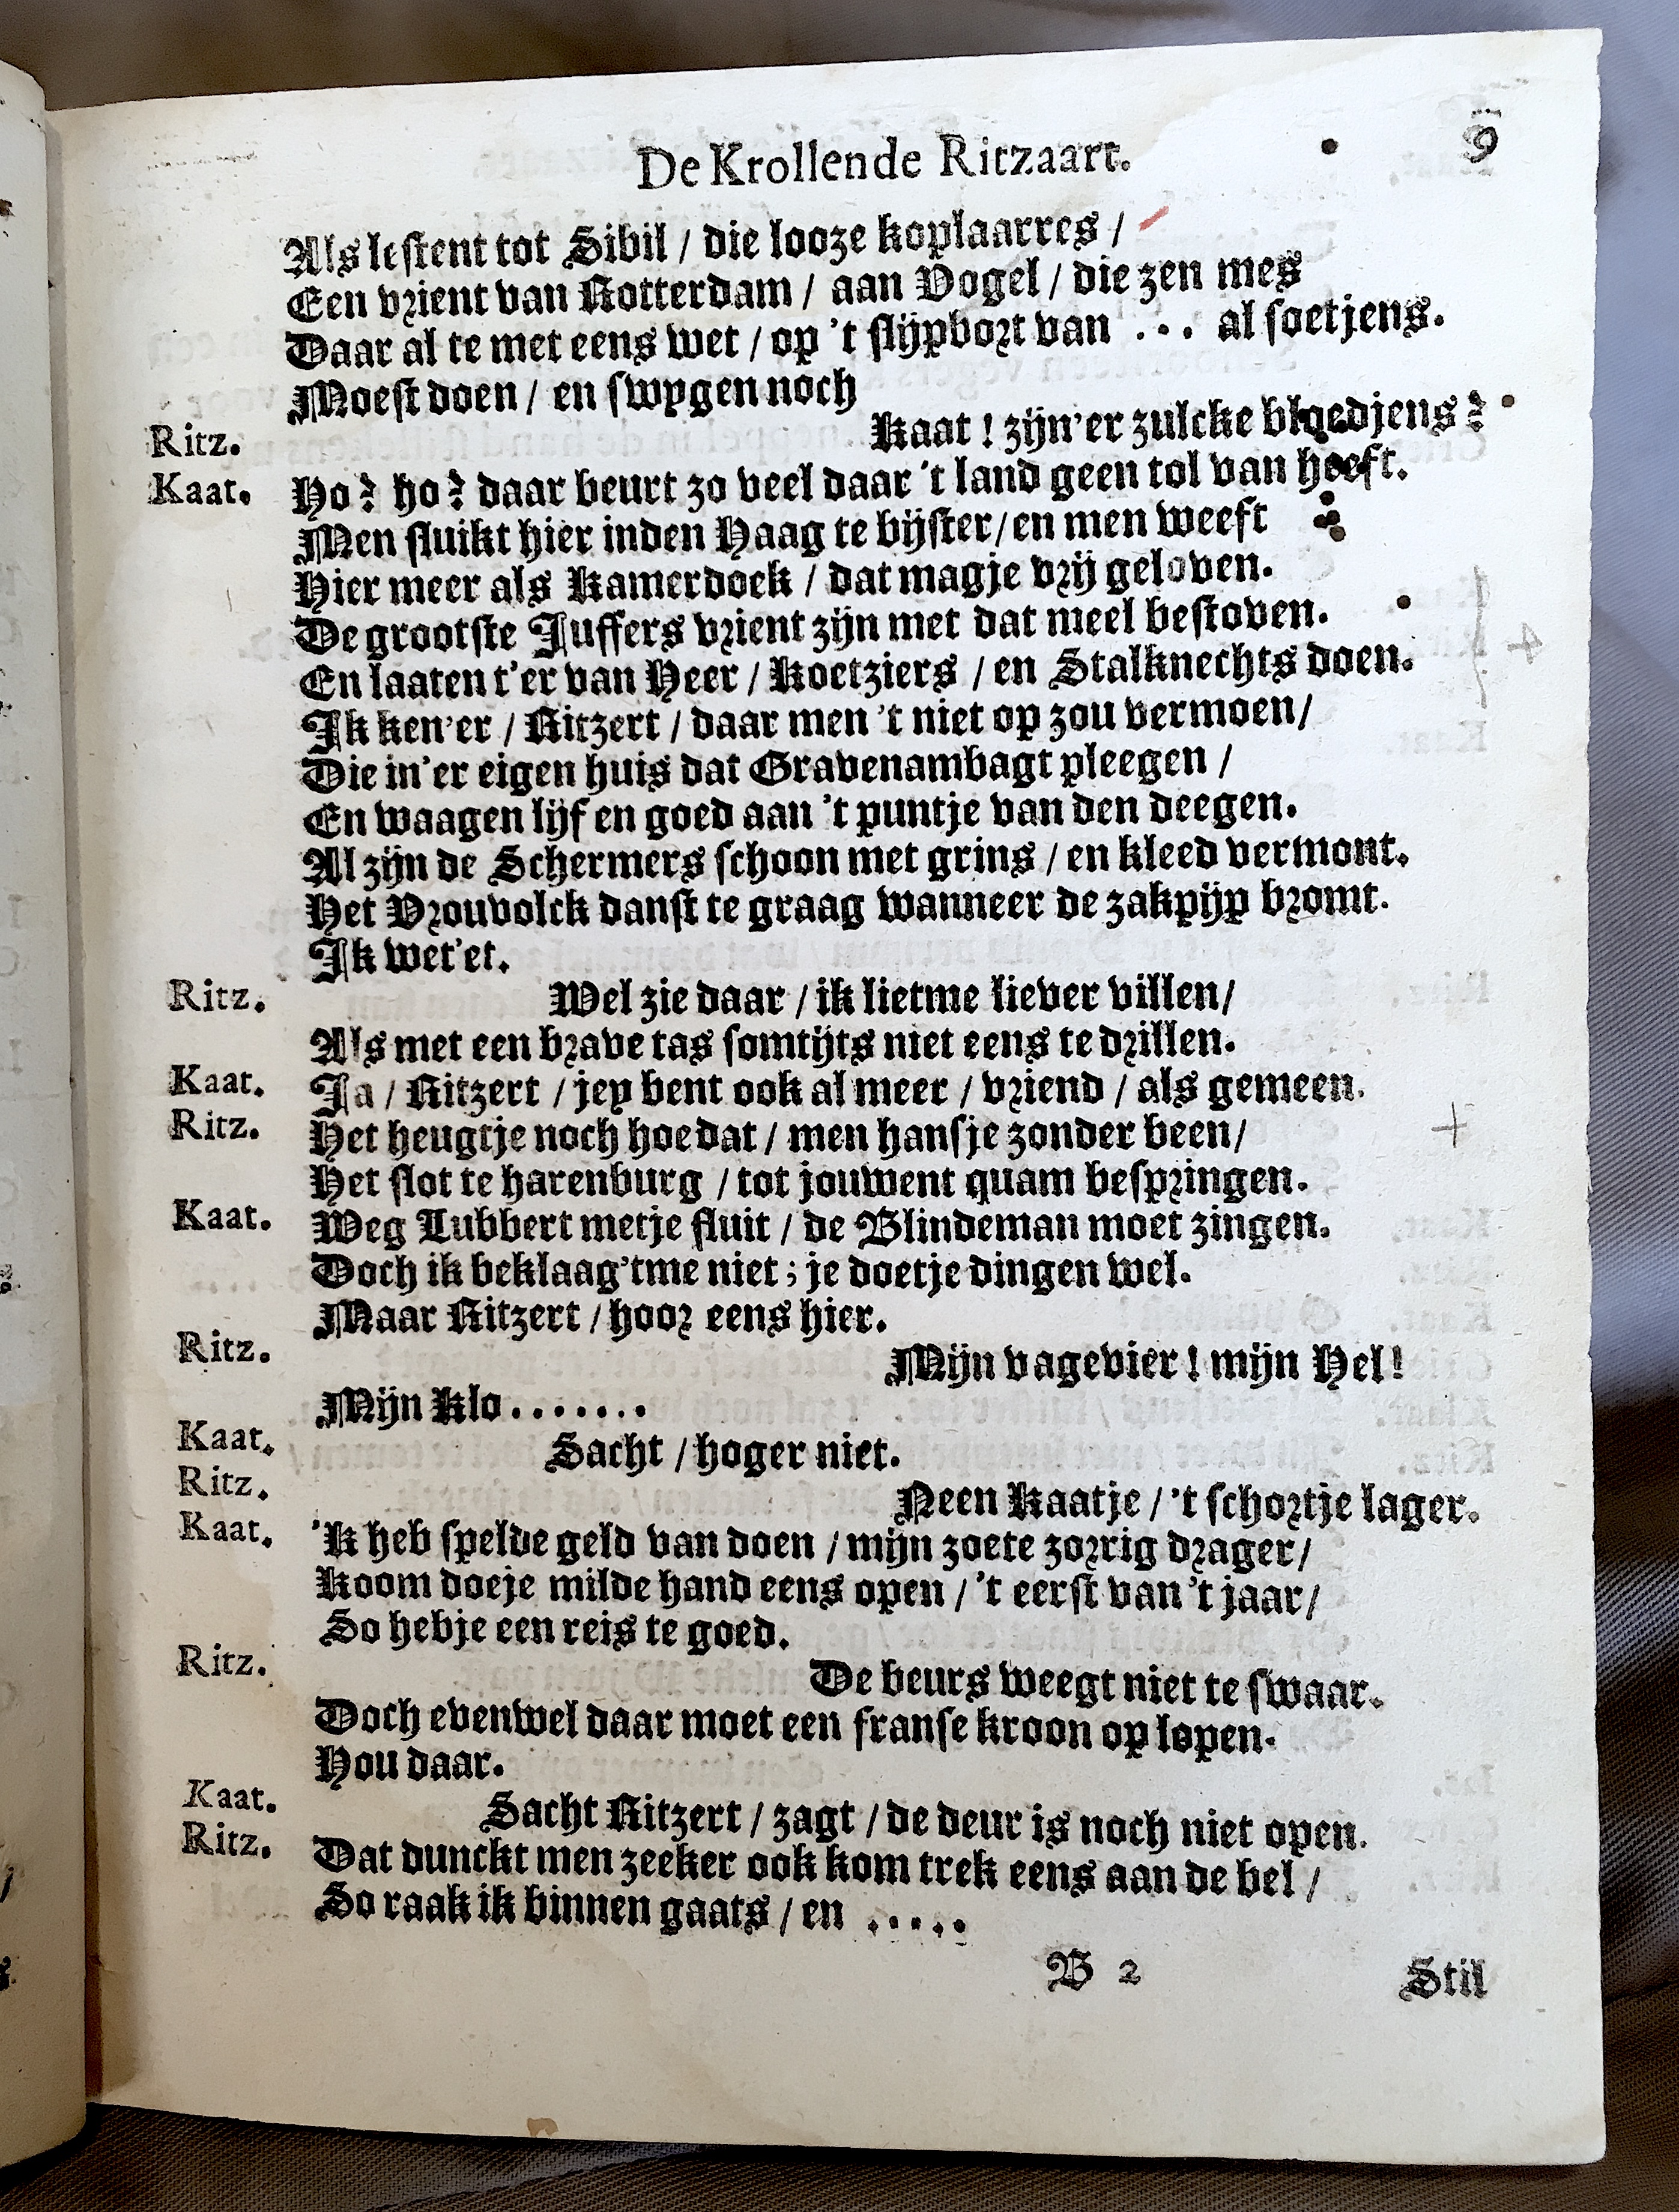 De Krollende Ritzaart. 9
Als lestent tot Sibil / die looze koplaarres /
Een vrient van Rotterdam / aan Vogel / die zen mes
Daar al te met eens wet / op 't slijpbort van ... al soetjens.
Moest doen / en swygen noch
Ritz. Kaat ! zijn'er zulcke bloedjens?
Kaat. Ho? ho? daar beurt zo veel daar 't land geen tol van heeft.
Men sluikt hier inden Haag te bijster/en men weeft
Hier meer als Kamerdoek / dat magje vrij geloven.
De grootste Juffers vrient zijn met dat meel bestoven.
En laaten t'er van Heer / Koetziers / en Stalknechts doen.
Ik ken'er / Ritzert / daar men 't niet op zou vermoen/
Die in'er eigen huis dat Gravenambagt pleegen /
En waagen lijf en goed aan 't puntje van den deegen.
Al zijn de Schermers schoon met grins / en kleed vermont.
Het Vrouvolck danst te graag wanneer de zakpijp bromt.
Ik wet'et.
Ritz. Wel zie daar / ik lietme liever villen/
Als met een brave tas somtijts niet eens te drillen.
Kaat. Ja / Ritzert / jey bent ook al meer / vriend / als gemeen.
Ritz. Het heugtje noch hoe dat / men hansje zonder been/
Het slot te harenburg / tot jouwent quam bespringen.
Kaat. Weg Lubbert metje fluit / de Blindeman moet zingen.
Doch ik beklaag'tme niet; je doetje dingen wel.
Maar Ritzert / hoor eens hier.
Ritz. Mijn vagevier ! mijn Hel!
Mijn Klo.......
Kaat. Sacht / hoger niet.
Ritz. Neen Kaatje / 't schortje lager.
Kaat. 'K heb spelde geld van doen / mijn zoete zorrig drager/
Koom doeje milde hand eens open / 't eerst van 't jaar/
So hebje een reis te goed.
Ritz. De beurs weegt niet te swaar.
Doch evenwel daar moet een franse kroon op lopen.
Hou daar.
Kaat. Sacht Ritzert / zagt / de deur is noch niet open.
Ritz. Dat dunckt men zeeker ook kom trek eens aan de bel /
So raak ik binnen gaats / en .....
B 2 Stil